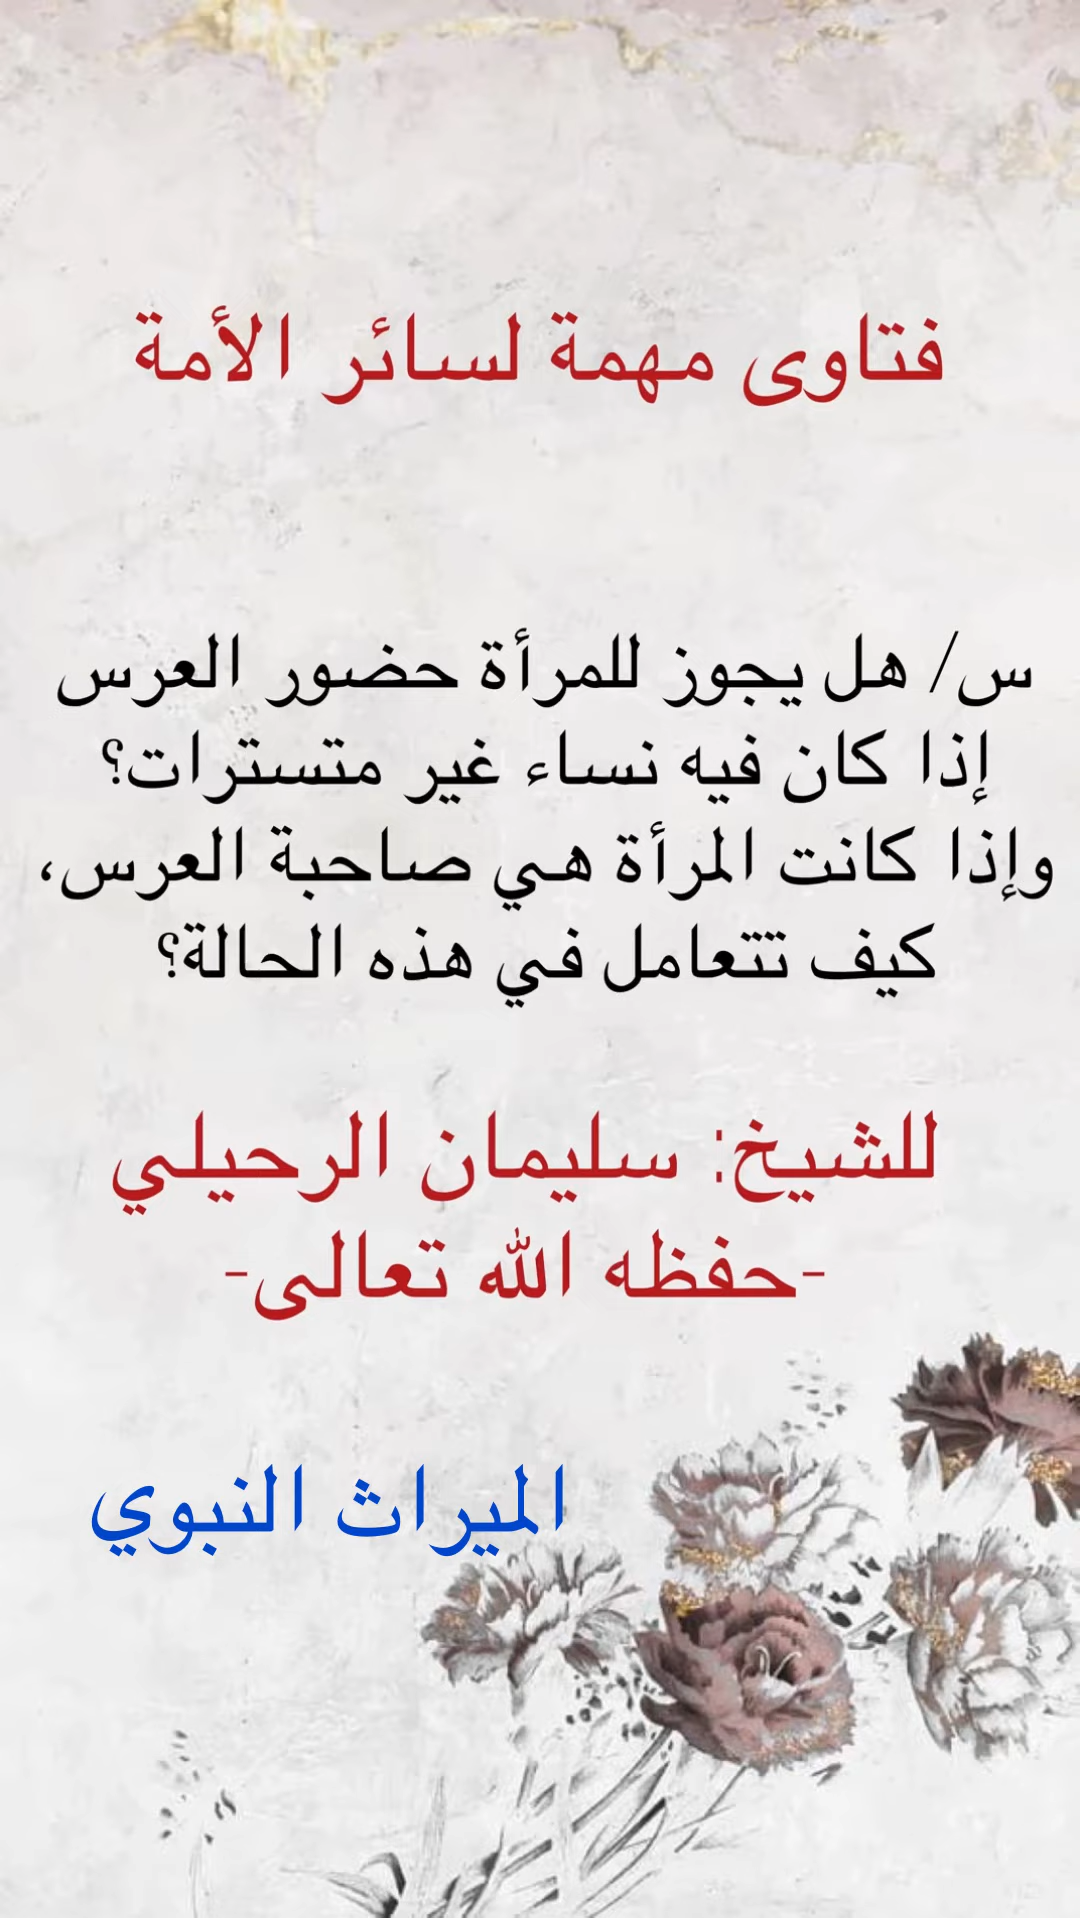 فتاوى مهمة لسائر الأمة
س/ هل يجوز للمرأة حضور العرس
إذا كان فيه نساء غير متسترات؟
وإذا كانت المرأة هي صاحبة العرس،
كيف تتعامل في هذه الحالة؟
للشيخ: سليمان الرحيلي
-حفظه الله تعالى-
الميراث النبوي